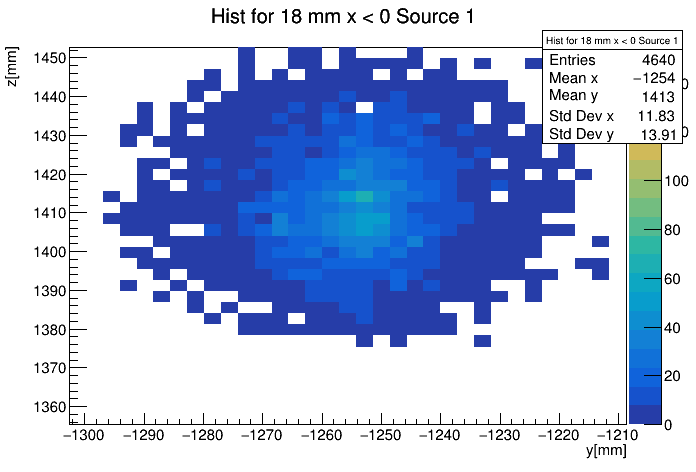 Hist for 18 mm x < 0 Source 1
z[mm]
Hist for 18 mm x < 0 Source 1
Entries 4640
Mean x −1254
Mean y 1413
Std Dev x 11.83
Std Dev y 13.91
1450
1440
1430
1420
1410
1400
1390
1380
1370
1360
−1300 −1290 −1280 −1270 −1260 −1250 −1240 −1230 −1220 −1210
y[mm]
100
80
60
40
20
0